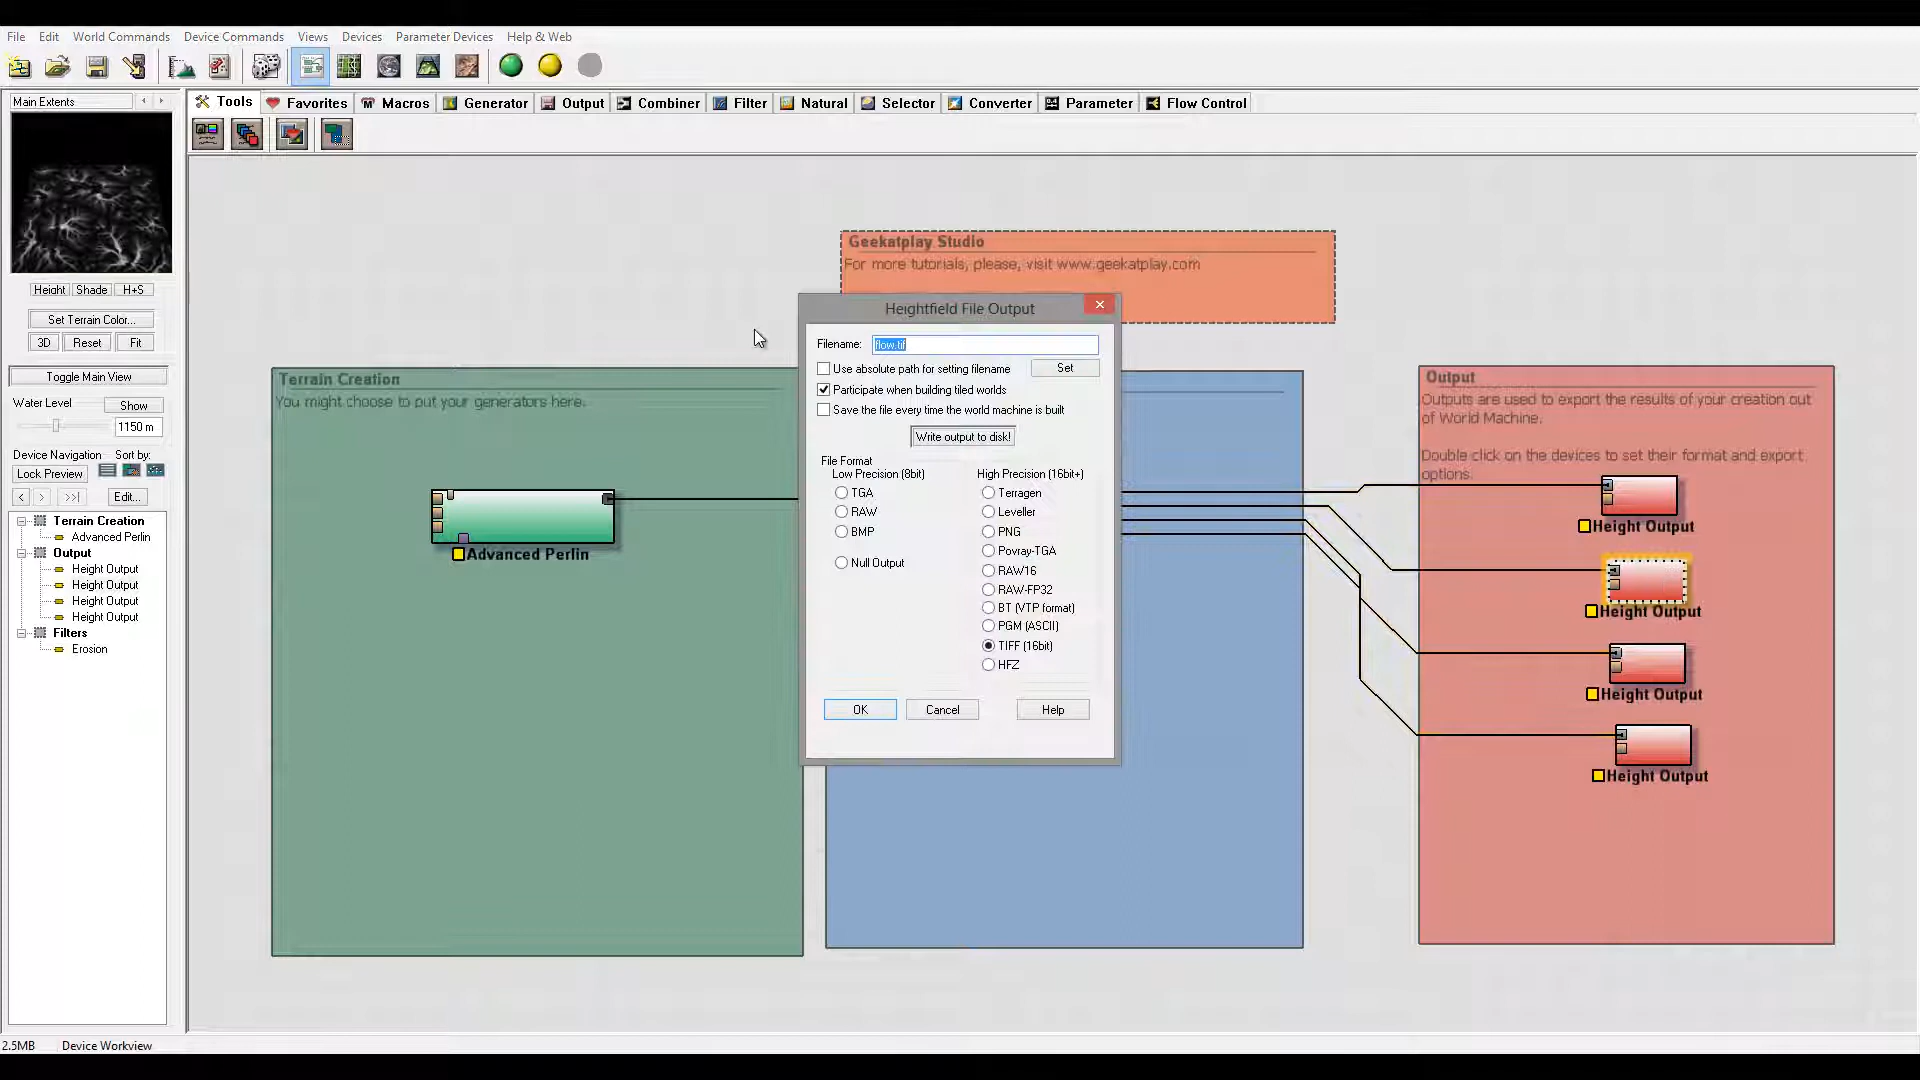 File Edit World Commands Device Commands Views Devices Parameter Devices Help & Web
Main Extents
Tools Favorites Macros Generator Output Combiner Filter Natural Selector Converter Parameter Flow Control
Height Shade H+S
Set Terrain Color...
3D Reset Fit
Toggle Main View
Water Level Show
1150 m
Device Navigation Sort by:
Lock Preview
< > >>| Edit...
Terrain Creation
Advanced Perlin
Output
Height Output
Height Output
Height Output
Height Output
Filters
Erosion
Geekatplay Studio
For more tutorials, please, visit www.geekatplay.com
Terrain Creation
You might choose to put your generators here.
Advanced Perlin
Heightfield File Output
Filename: flow.tif
Use absolute path for setting filename Set
Participate when building tiled worlds
Save the file every time the world machine is built
Write output to disk!
File Format
Low Precision (8bit) High Precision (16bit+)
TGA Terragen
RAW Leveller
BMP PNG
Povray-TGA
Null Output RAW16
RAW-FP32
BT (VTP format)
PGM (ASCII)
TIFF (16bit)
HFZ
OK Cancel Help
Output
Outputs are used to export the results of your creation out
of World Machine.
Double click on the devices to set their format and export
options.
Height Output
Height Output
Height Output
Height Output
2.5MB Device Workview